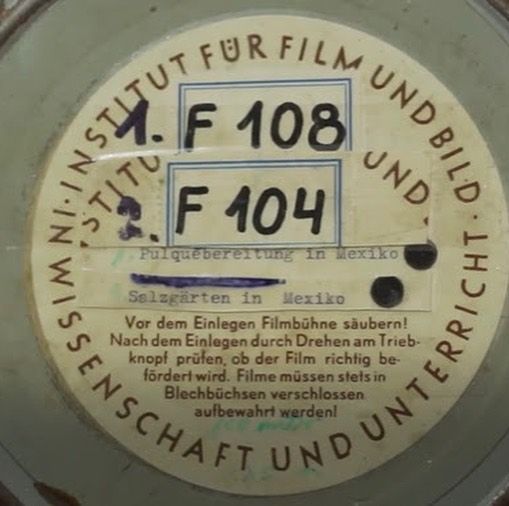 INSTITUT FÜR FILM UND BILD · IN WISSENSCHAFT UND UNTERRICHT ·
1. F 108
STITU UND
2. F 104
Pulquebereitung in Mexiko
Salzgärten in Mexiko
Vor dem Einlegen Filmbühne säubern!
Nach dem Einlegen durch Drehen am Trieb-
knopf prüfen, ob der Film richtig be-
fördert wird. Filme müssen stets in
Blechbüchsen verschlossen
aufbewahrt werden!